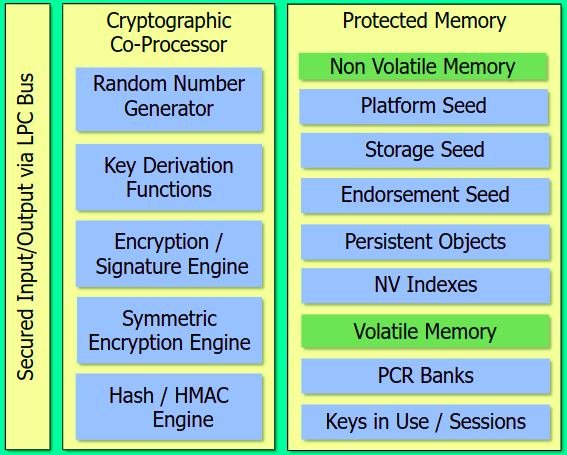 Secured Input/Output via LPC Bus
Cryptographic
Co-Processor
Random Number
Generator
Key Derivation
Functions
Encryption /
Signature Engine
Symmetric
Encryption Engine
Hash / HMAC
Engine
Protected Memory
Non Volatile Memory
Platform Seed
Storage Seed
Endorsement Seed
Persistent Objects
NV Indexes
Volatile Memory
PCR Banks
Keys in Use / Sessions